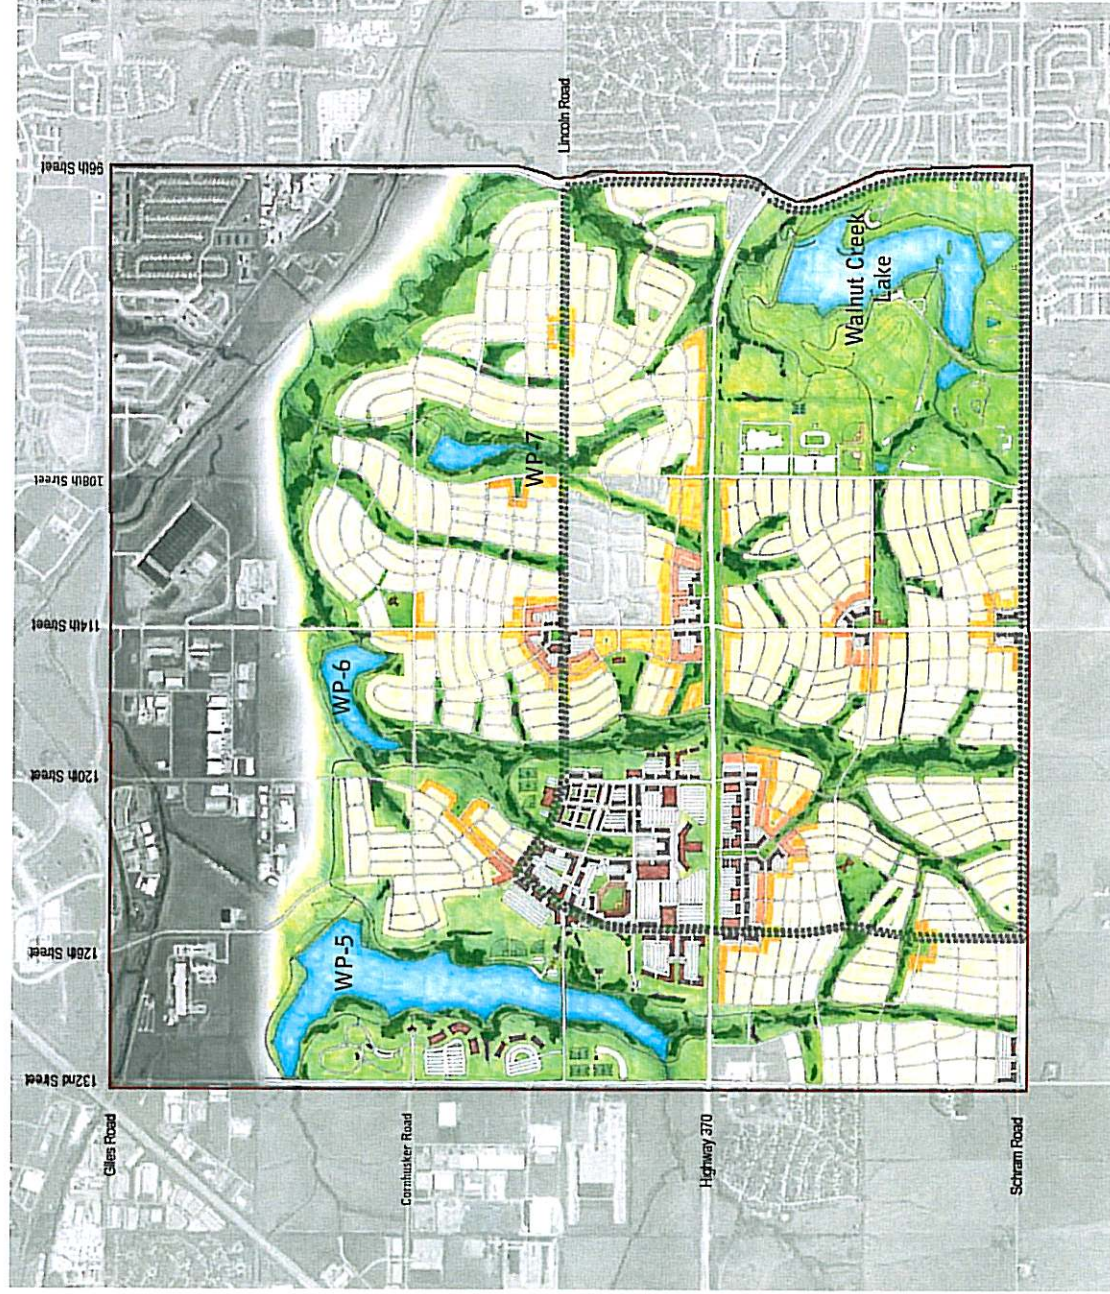 96th Street
108th Street
114th Street
120th Street
126th Street
132nd Street
Giles Road
Cornhusker Road
Lincoln Road
Highway 370
Schram Road
WP-5
WP-6
WP-7
Walnut Creek
Lake